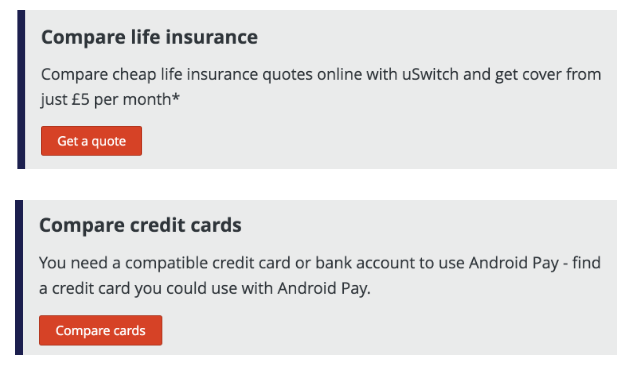 Compare life insurance
Compare cheap life insurance quotes online with uSwitch and get cover from
just £5 per month*
Get a quote
Compare credit cards
You need a compatible credit card or bank account to use Android Pay - find
a credit card you could use with Android Pay.
Compare cards